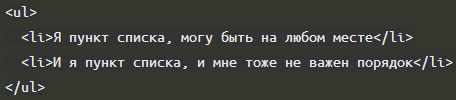 <ul>
<li>Я пункт списка, могу быть на любом месте</li>
<li>И я пункт списка, и мне тоже не важен порядок</li>
</ul>